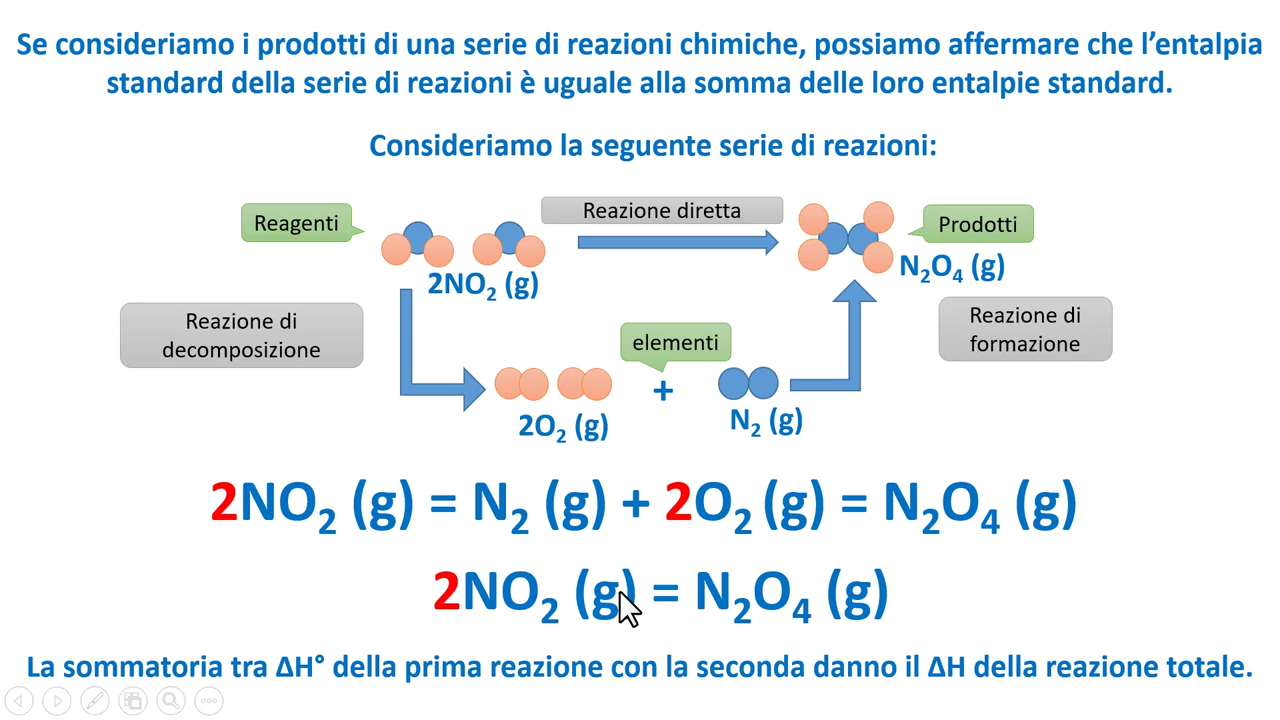 Se consideriamo i prodotti di una serie di reazioni chimiche, possiamo affermare che l’entalpia
standard della serie di reazioni è uguale alla somma delle loro entalpie standard.
Consideriamo la seguente serie di reazioni:
Reagenti
Reazione diretta
Prodotti
2NO₂ (g)
N₂O₄ (g)
Reazione di
decomposizione
elementi
Reazione di
formazione
+
2O₂ (g)
N₂ (g)
2NO₂ (g) = N₂ (g) + 2O₂ (g) = N₂O₄ (g)
2NO₂ (g) = N₂O₄ (g)
La sommatoria tra ΔH° della prima reazione con la seconda danno il ΔH della reazione totale.